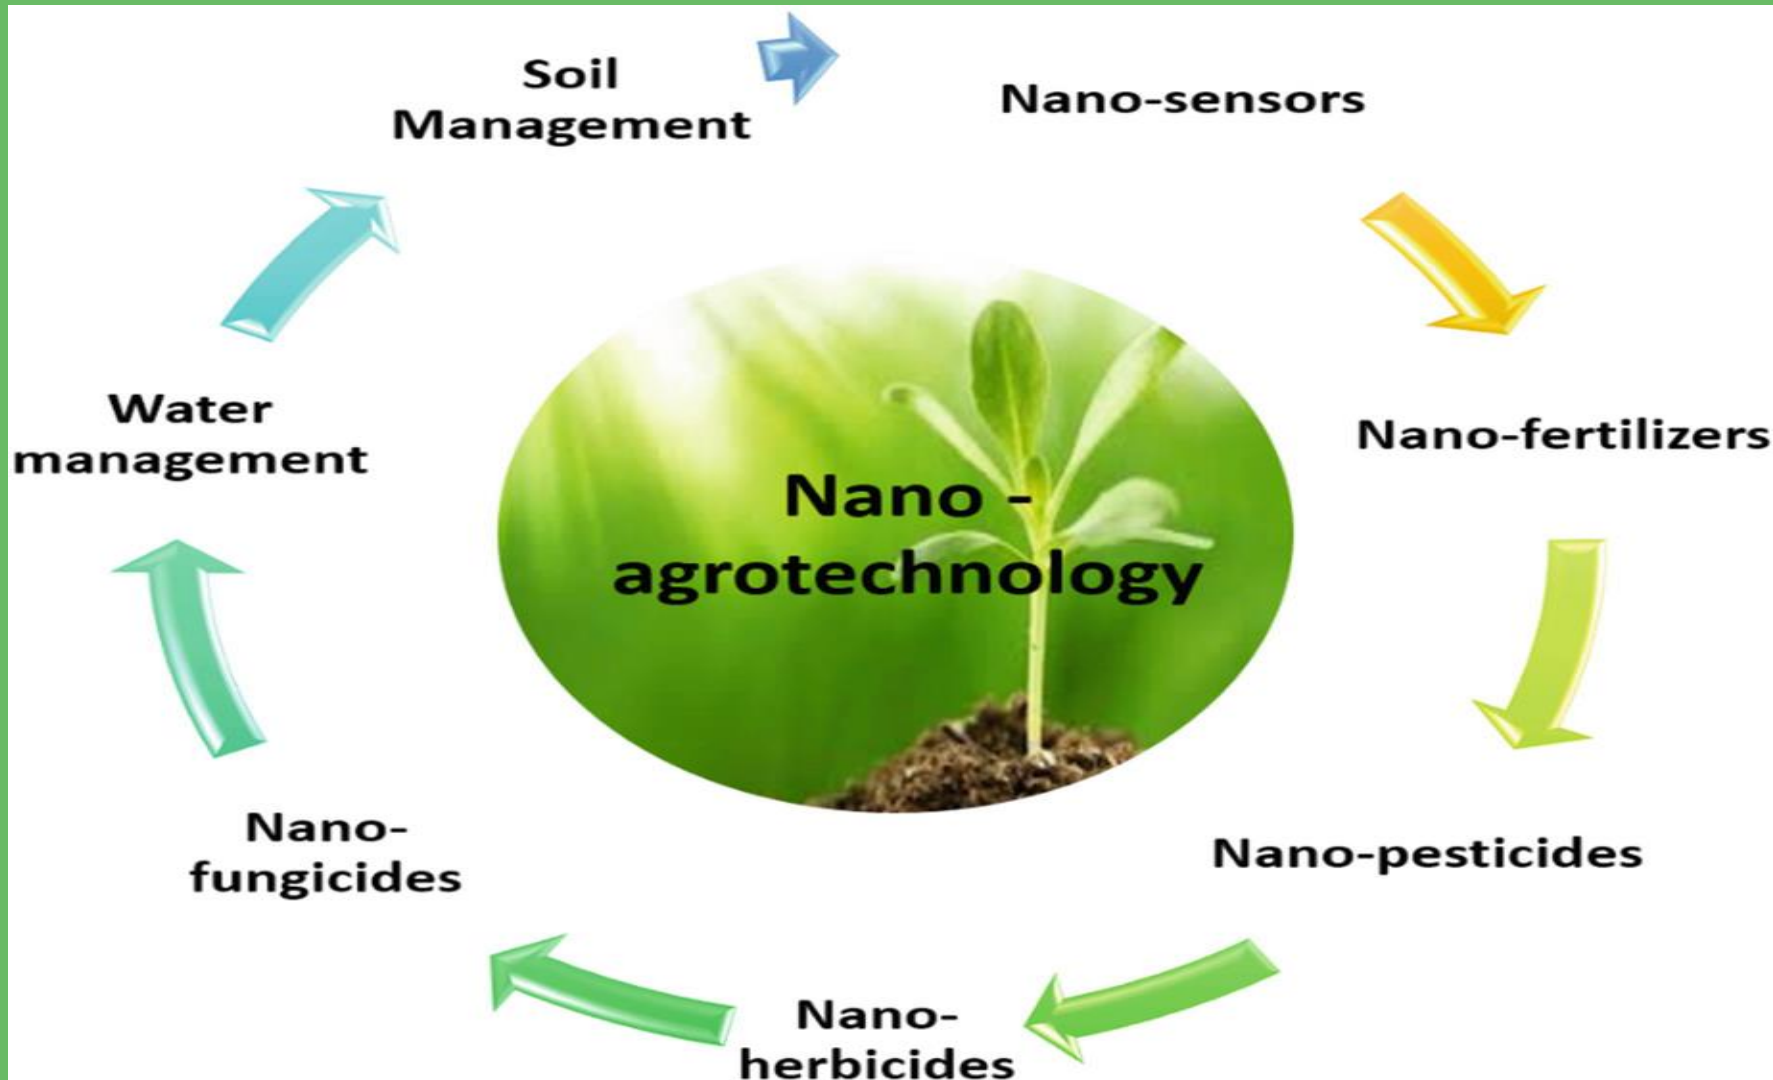 Soil
Management
Nano-sensors
Nano-fertilizers
Nano-pesticides
Nano-
herbicides
Nano-
fungicides
Water
management
Nano -
agrotechnology